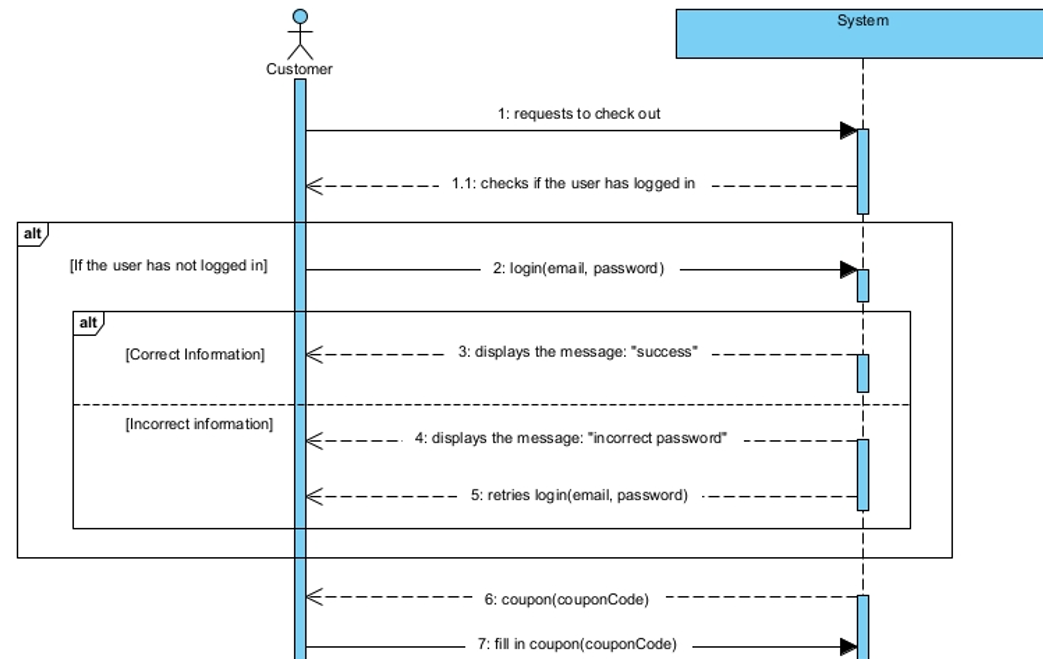 System
Customer
1: requests to check out
1.1: checks if the user has logged in
alt
[If the user has not logged in]
2: login(email, password)
alt
[Correct Information]
3: displays the message: "success"
[Incorrect information]
4: displays the message: "incorrect password"
5: retries login(email, password)
6: coupon(couponCode)
7: fill in coupon(couponCode)